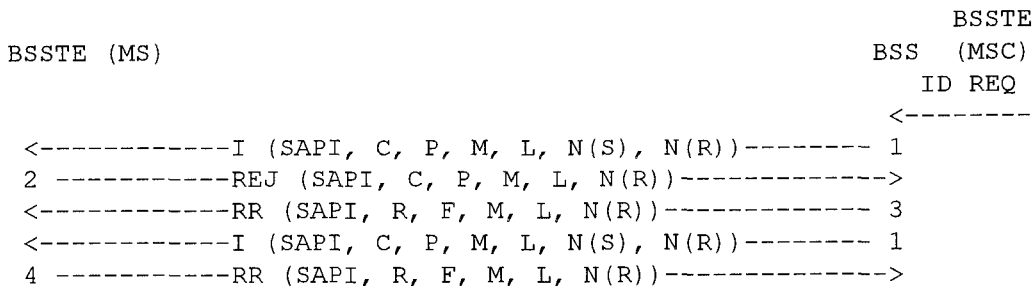 BSSTE
BSSTE (MS) BSS (MSC)
ID REQ
<--------
<------------I (SAPI, C, P, M, L, N(S), N(R))-------- 1
2 -----------REJ (SAPI, C, P, M, L, N(R))------------->
<------------RR (SAPI, R, F, M, L, N(R))------------- 3
<------------I (SAPI, C, P, M, L, N(S), N(R))-------- 1
4 -----------RR (SAPI, R, F, M, L, N(R))-------------->